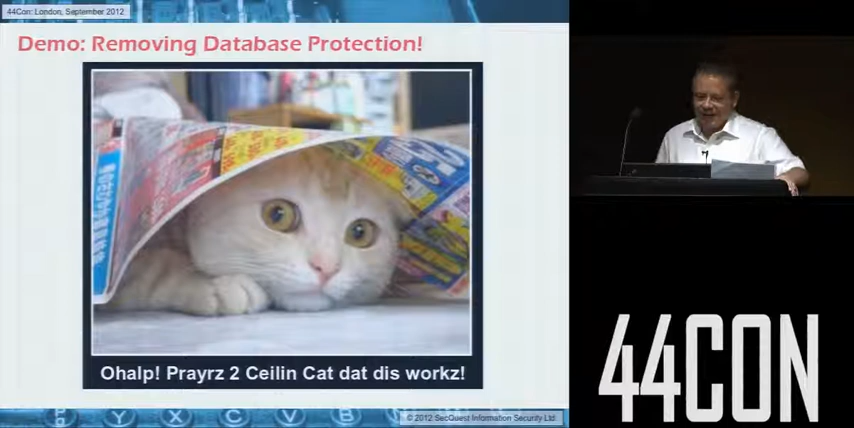 44Con: London, September 2012
Demo: Removing Database Protection!
Ohalp! Prayrz 2 Ceilin Cat dat dis workz!
Y X C V B
© 2012 SecQuest Information Security Ltd
44CON